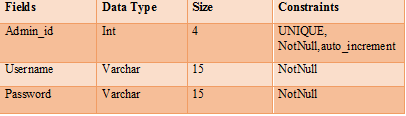 Fields Data Type Size Constraints
Admin_id Int 4 UNIQUE,
NotNull,auto_increment
Username Varchar 15 NotNull
Password Varchar 15 NotNull